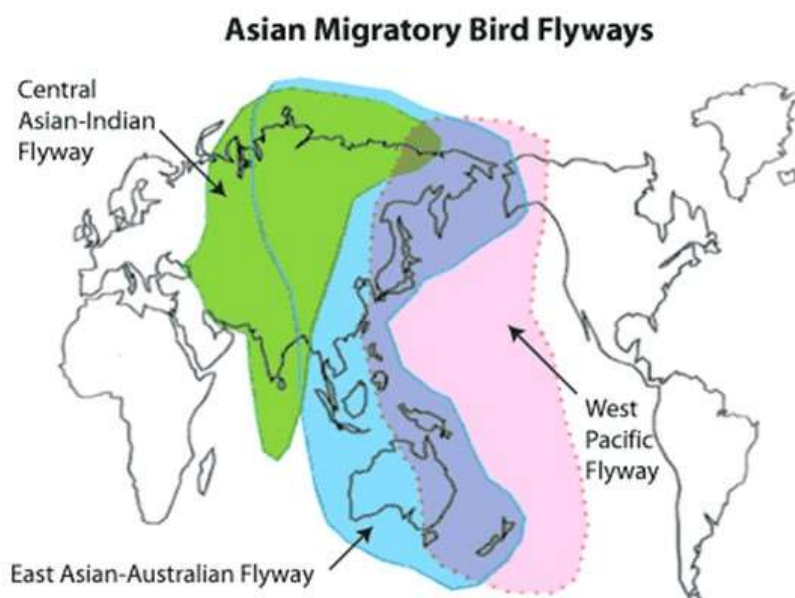 Asian Migratory Bird Flyways
Central
Asian-Indian
Flyway
West
Pacific
Flyway
East Asian-Australian Flyway